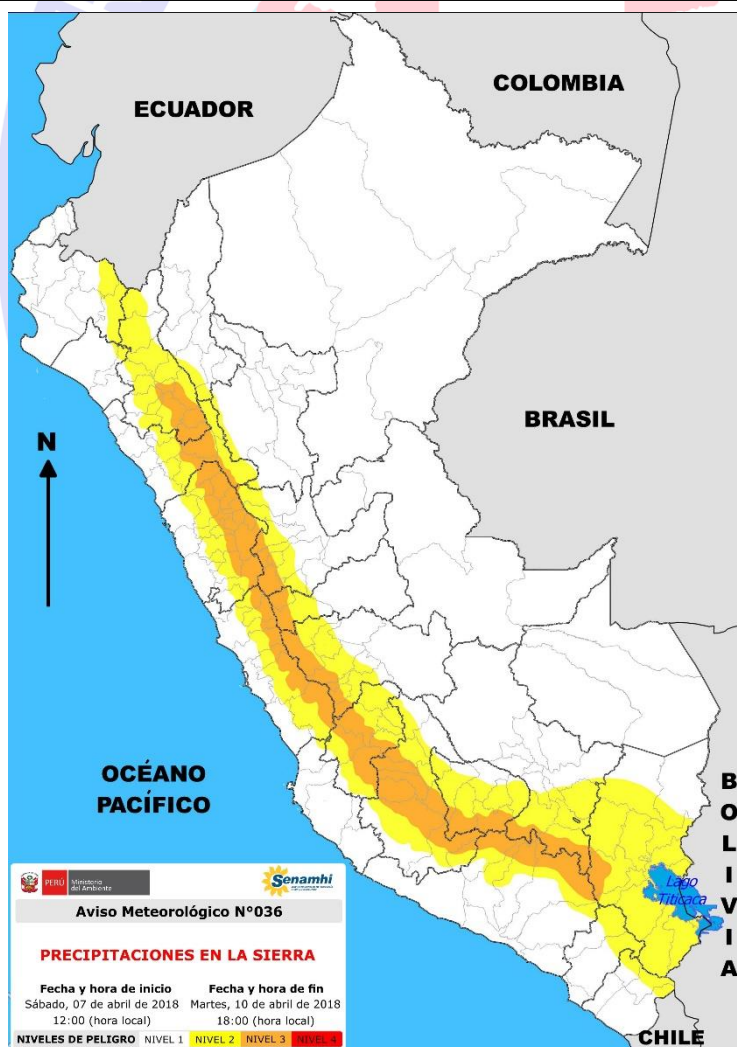 COLOMBIA
ECUADOR
BRASIL
N
OCÉANO
PACÍFICO
BOLIVIA
Lago
Titicaca
CHILE
PERÚ Ministerio
del Ambiente
Senamhi
Aviso Meteorológico N°036
PRECIPITACIONES EN LA SIERRA
Fecha y hora de inicio Fecha y hora de fin
Sábado, 07 de abril de 2018 Martes, 10 de abril de 2018
12:00 (hora local) 18:00 (hora local)
NIVELES DE PELIGRO NIVEL 1 NIVEL 2 NIVEL 3 NIVEL 4